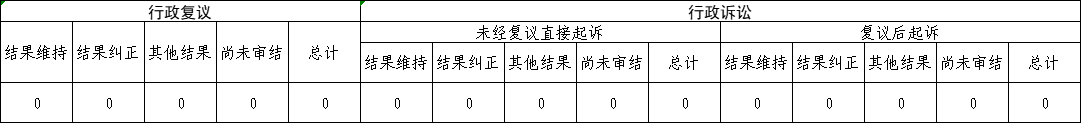 行政复议 行政诉讼
未经复议直接起诉 复议后起诉
结果维持 结果纠正 其他结果 尚未审结 总计 结果维持 结果纠正 其他结果 尚未审结 总计 结果维持 结果纠正 其他结果 尚未审结 总计
0 0 0 0 0 0 0 0 0 0 0 0 0 0 0